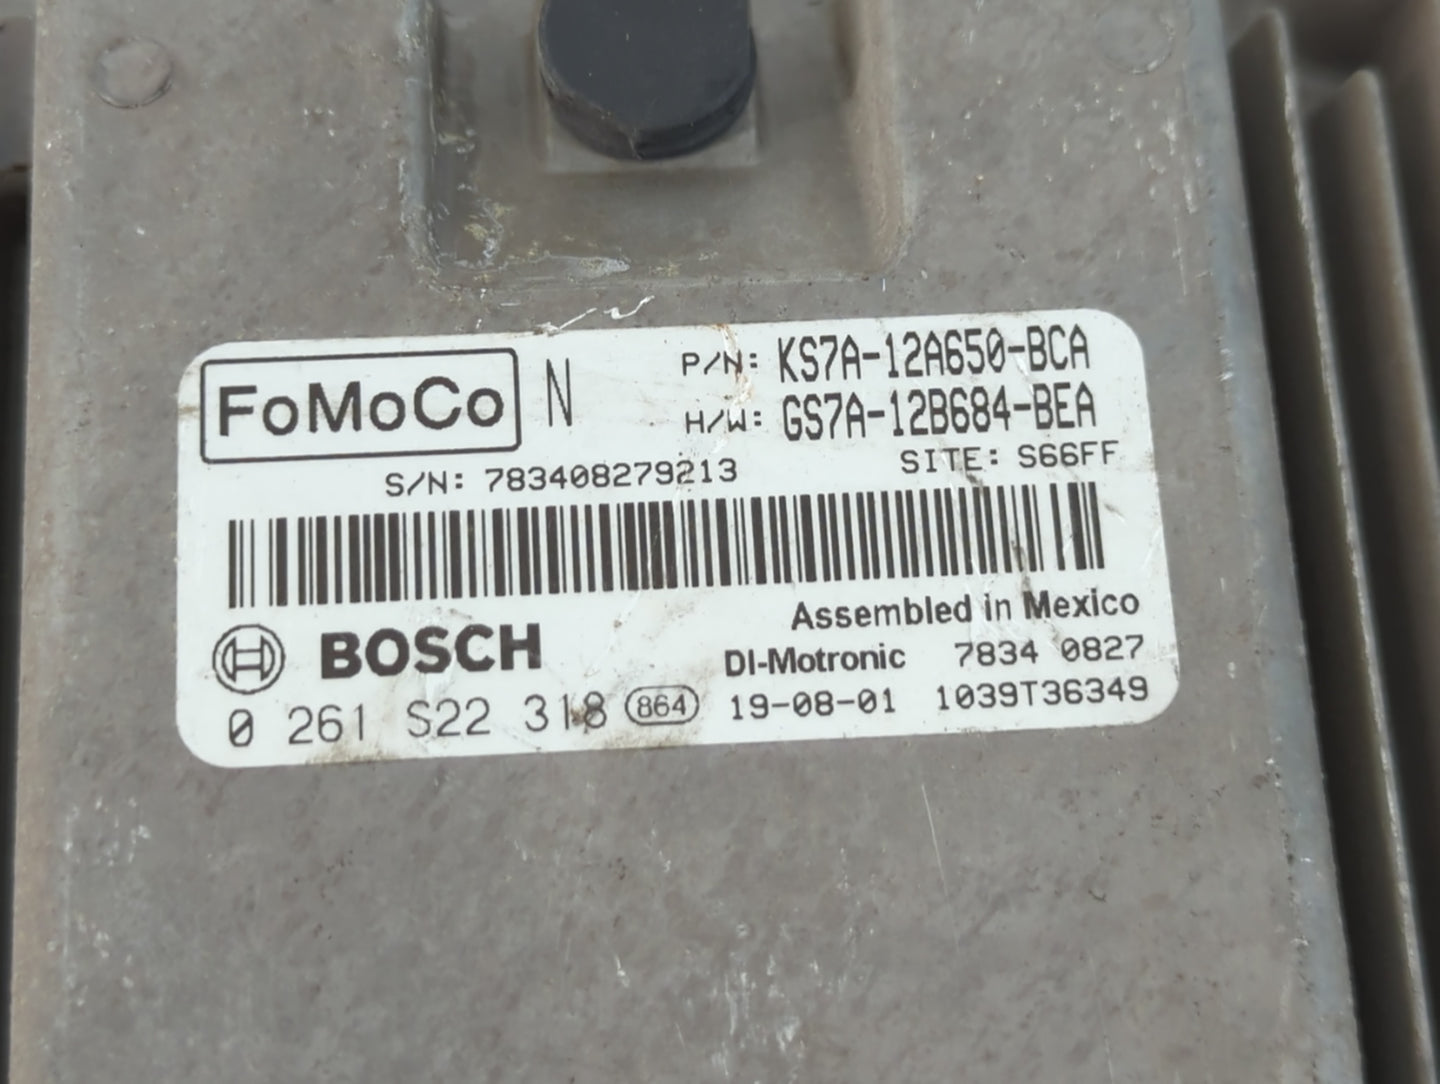 FoMoCo N P/N: KS7A-12A650-BCA
H/W: GS7A-12B684-BEA
S/N: 783408279213 SITE: S66FF
Assembled in Mexico
BOSCH DI-Motronic 7834 0827
0 261 S22 318 864 19-08-01 1039T36349